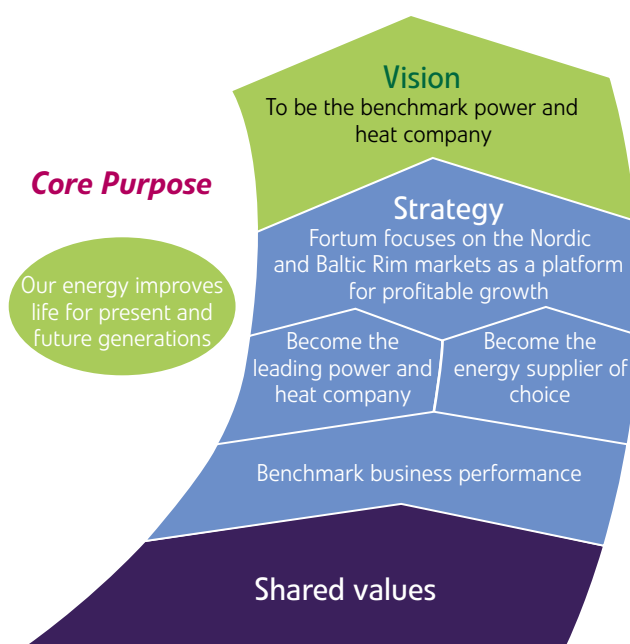 Vision
To be the benchmark power and
heat company
Core Purpose
Our energy improves
life for present and
future generations
Strategy
Fortum focuses on the Nordic
and Baltic Rim markets as a platform
for profitable growth
Become the
leading power and
heat company
Become the
energy supplier of
choice
Benchmark business performance
Shared values